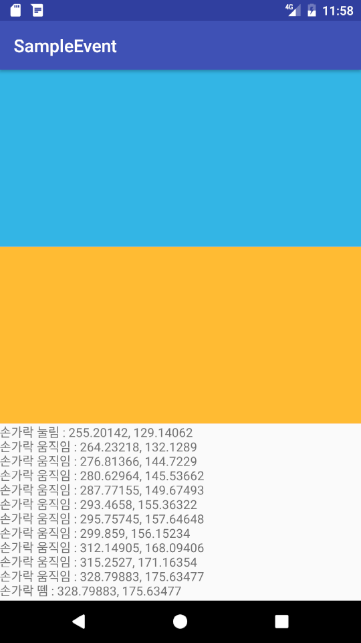 4G 11:58
SampleEvent
손가락 눌림 : 255.20142, 129.14062
손가락 움직임 : 264.23218, 132.1289
손가락 움직임 : 276.81366, 144.7229
손가락 움직임 : 280.62964, 145.53662
손가락 움직임 : 287.77155, 149.67493
손가락 움직임 : 293.4658, 155.36322
손가락 움직임 : 295.75745, 157.64648
손가락 움직임 : 299.859, 156.15234
손가락 움직임 : 312.14905, 168.09406
손가락 움직임 : 315.2527, 171.16354
손가락 움직임 : 328.79883, 175.63477
손가락 뗌 : 328.79883, 175.63477